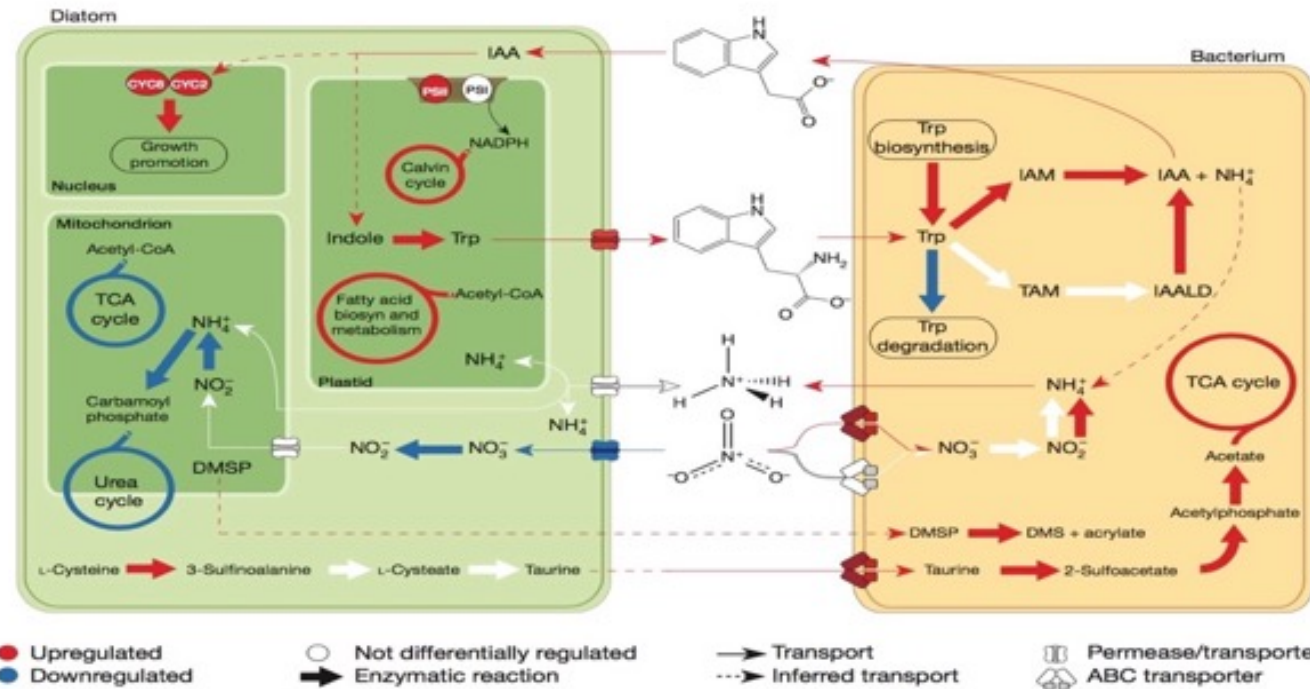 Diatom
Bacterium
IAA
CYC8 CYC2
Growth
promotion
Nucleus
PSII PSI
NADPH
Calvin
cycle
Indole
Trp
Fatty acid
biosyn and
metabolism
Acetyl-CoA
NH₄⁺
Plastid
Mitochondrion
Acetyl-CoA
TCA
cycle
NH₄⁺
NO₂⁻
Carbamoyl
phosphate
Urea
cycle
DMSP
NO₂⁻
NO₃⁻
NH₄⁺
L-Cysteine
3-Sulfinoalanine
L-Cysteate
Taurine
H
N
O⁻
O
H
N
NH₂
O⁻
O
H
N⁺
H
H
H
O
N⁺
⁻O
O⁻
Trp
biosynthesis
IAM
IAA + NH₄⁺
Trp
TAM
IAALD
Trp
degradation
NH₄⁺
TCA cycle
NO₃⁻
NO₂⁻
Acetate
Acetylphosphate
DMSP
DMS + acrylate
Taurine
2-Sulfoacetate
Upregulated
Downregulated
Not differentially regulated
Enzymatic reaction
Transport
Inferred transport
Permease/transporte
ABC transporter